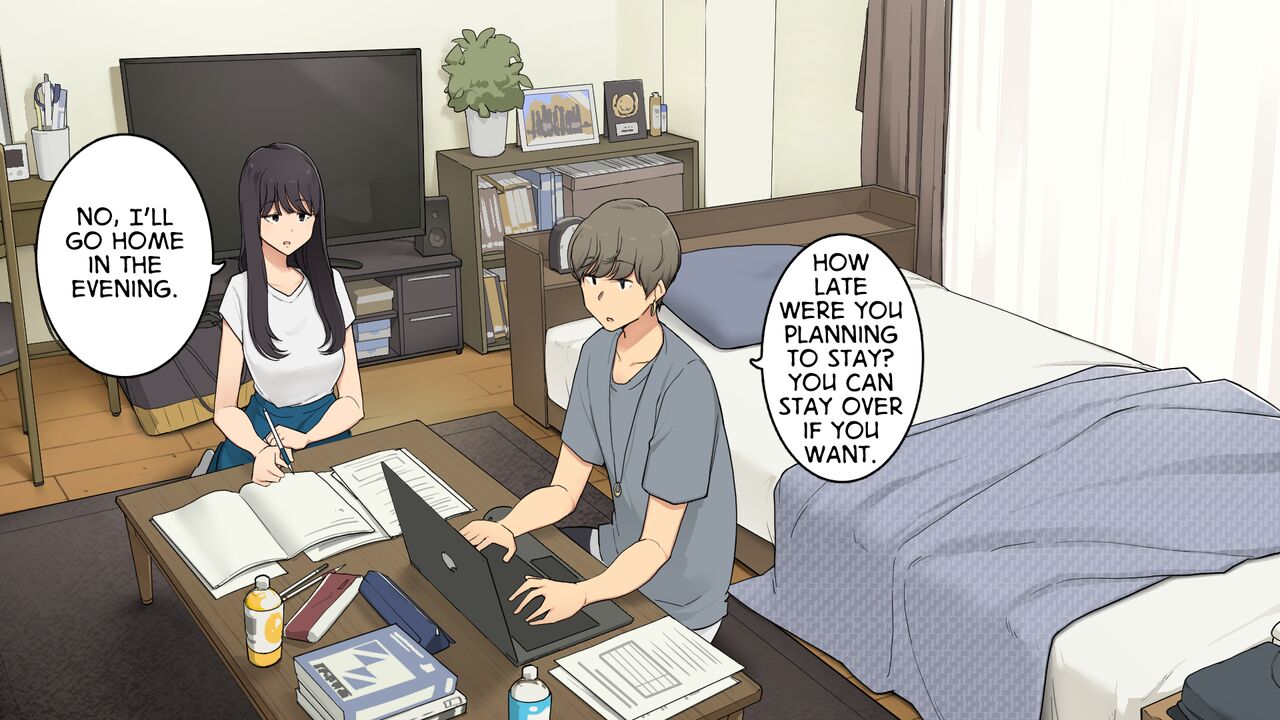 HOW
LATE
WERE YOU
PLANNING
TO STAY?
YOU CAN
STAY OVER
IF YOU
WANT.
NO, I'LL
GO HOME
IN THE
EVENING.